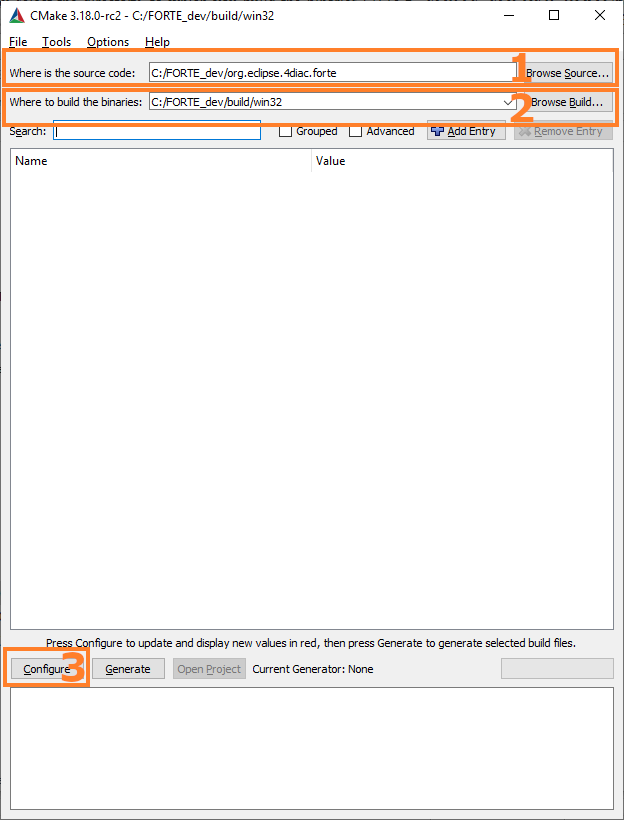 CMake 3.18.0-rc2 - C:/FORTE_dev/build/win32
File Tools Options Help
Where is the source code: C:/FORTE_dev/org.eclipse.4diac.forte 1 Browse Source...
Where to build the binaries: C:/FORTE_dev/build/win32 2 Browse Build...
Search: Grouped Advanced Add Entry Remove Entry
Name Value
Press Configure to update and display new values in red, then press Generate to generate selected build files.
Configure 3 Generate Open Project Current Generator: None